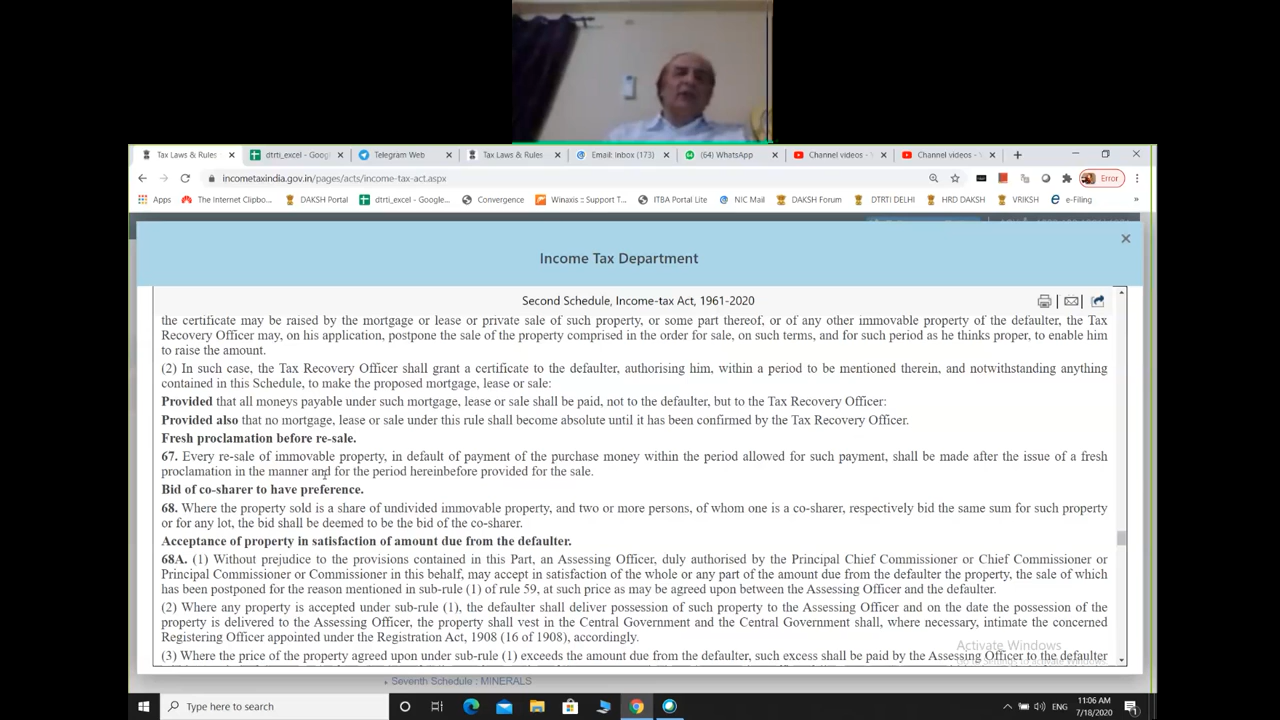 Tax Laws & Rules
dtrti_excel - Goog
Telegram Web
Tax Laws & Rules
Email: Inbox (173)
(64) WhatsApp
Channel videos - Y
Channel videos - Y
incometaxindia.gov.in/pages/acts/income-tax-act.aspx
Error
Apps
The Internet Clipbo...
DAKSH Portal
dtrti_excel - Google...
Convergence
Winaxis :: Support T...
ITBA Portal Lite
NIC Mail
DAKSH Forum
DTRTI DELHI
HRD DAKSH
VRIKSH
e-Filing
Income Tax Department
Second Schedule, Income-tax Act, 1961-2020
the certificate may be raised by the mortgage or lease or private sale of such property, or some part thereof, or of any other immovable property of the defaulter, the Tax
Recovery Officer may, on his application, postpone the sale of the property comprised in the order for sale, on such terms, and for such period as he thinks proper, to enable him
to raise the amount.
(2) In such case, the Tax Recovery Officer shall grant a certificate to the defaulter, authorising him, within a period to be mentioned therein, and notwithstanding anything
contained in this Schedule, to make the proposed mortgage, lease or sale:
Provided that all moneys payable under such mortgage, lease or sale shall be paid, not to the defaulter, but to the Tax Recovery Officer:
Provided also that no mortgage, lease or sale under this rule shall become absolute until it has been confirmed by the Tax Recovery Officer.
Fresh proclamation before re-sale.
67. Every re-sale of immovable property, in default of payment of the purchase money within the period allowed for such payment, shall be made after the issue of a fresh
proclamation in the manner and for the period hereinbefore provided for the sale.
Bid of co-sharer to have preference.
68. Where the property sold is a share of undivided immovable property, and two or more persons, of whom one is a co-sharer, respectively bid the same sum for such property
or for any lot, the bid shall be deemed to be the bid of the co-sharer.
Acceptance of property in satisfaction of amount due from the defaulter.
68A. (1) Without prejudice to the provisions contained in this Part, an Assessing Officer, duly authorised by the Principal Chief Commissioner or Chief Commissioner or
Principal Commissioner or Commissioner in this behalf, may accept in satisfaction of the whole or any part of the amount due from the defaulter the property, the sale of which
has been postponed for the reason mentioned in sub-rule (1) of rule 59, at such price as may be agreed upon between the Assessing Officer and the defaulter.
(2) Where any property is accepted under sub-rule (1), the defaulter shall deliver possession of such property to the Assessing Officer and on the date the possession of the
property is delivered to the Assessing Officer, the property shall vest in the Central Government and the Central Government shall, where necessary, intimate the concerned
Registering Officer appointed under the Registration Act, 1908 (16 of 1908), accordingly.
(3) Where the price of the property agreed upon under sub-rule (1) exceeds the amount due from the defaulter, such excess shall be paid by the Assessing Officer to the defaulter
Activate Windows
Seventh Schedule : MINERALS
Type here to search
ENG
11:06 AM
7/18/2020